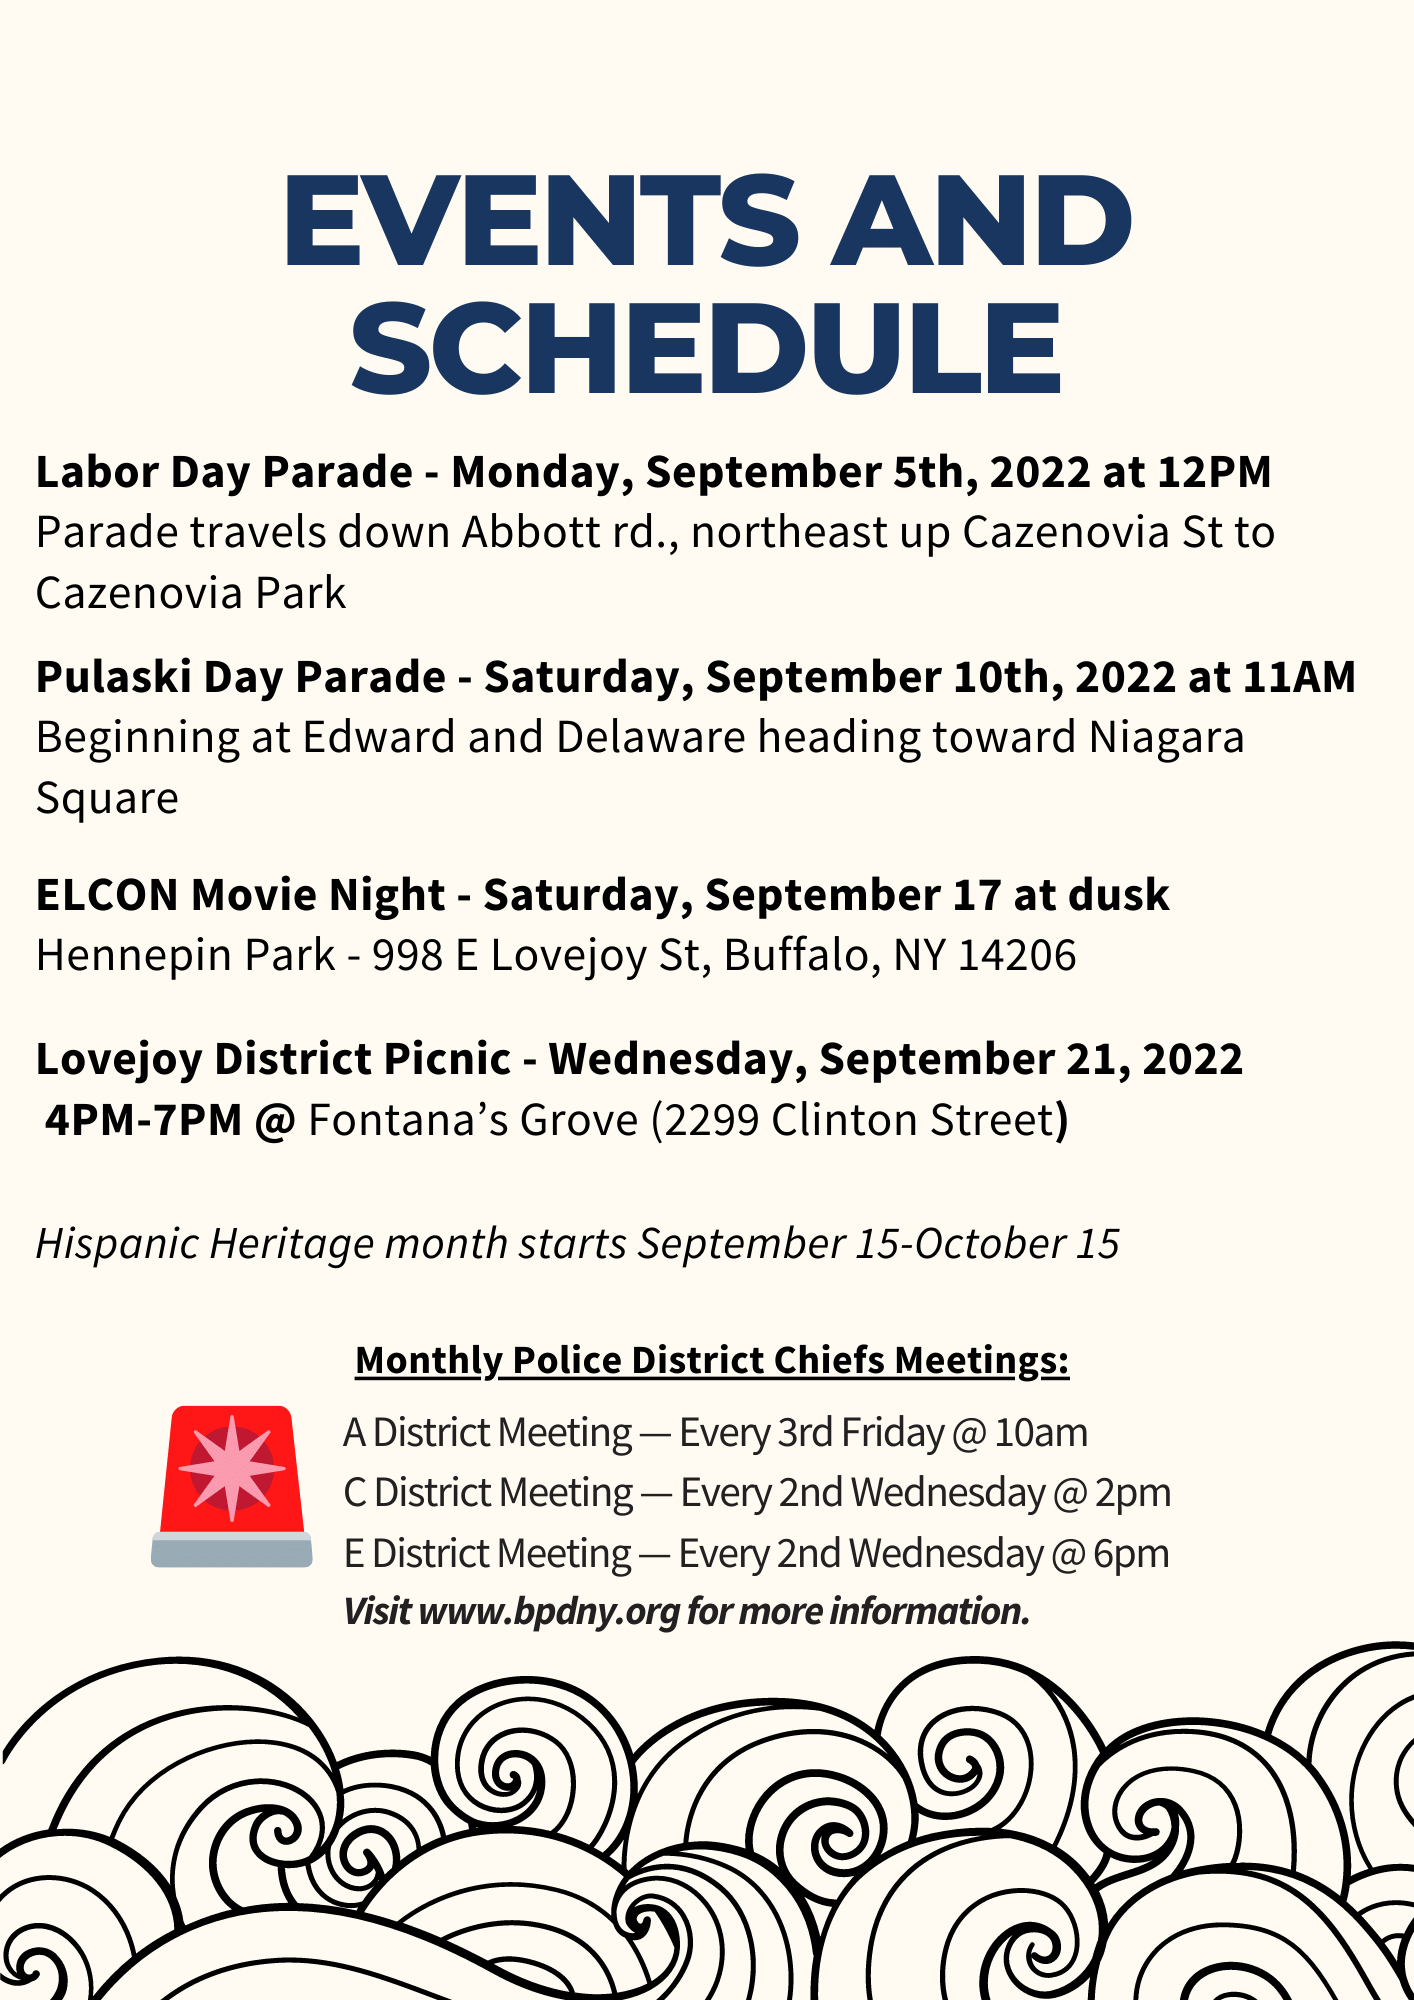 EVENTS AND
SCHEDULE
Labor Day Parade - Monday, September 5th, 2022 at 12PM
Parade travels down Abbott rd., northeast up Cazenovia St to
Cazenovia Park
Pulaski Day Parade - Saturday, September 10th, 2022 at 11AM
Beginning at Edward and Delaware heading toward Niagara
Square
ELCON Movie Night - Saturday, September 17 at dusk
Hennepin Park - 998 E Lovejoy St, Buffalo, NY 14206
Lovejoy District Picnic - Wednesday, September 21, 2022
4PM-7PM @ Fontana’s Grove (2299 Clinton Street)
Hispanic Heritage month starts September 15-October 15
Monthly Police District Chiefs Meetings:
A District Meeting — Every 3rd Friday @ 10am
C District Meeting — Every 2nd Wednesday @ 2pm
E District Meeting — Every 2nd Wednesday @ 6pm
Visit www.bpdny.org for more information.